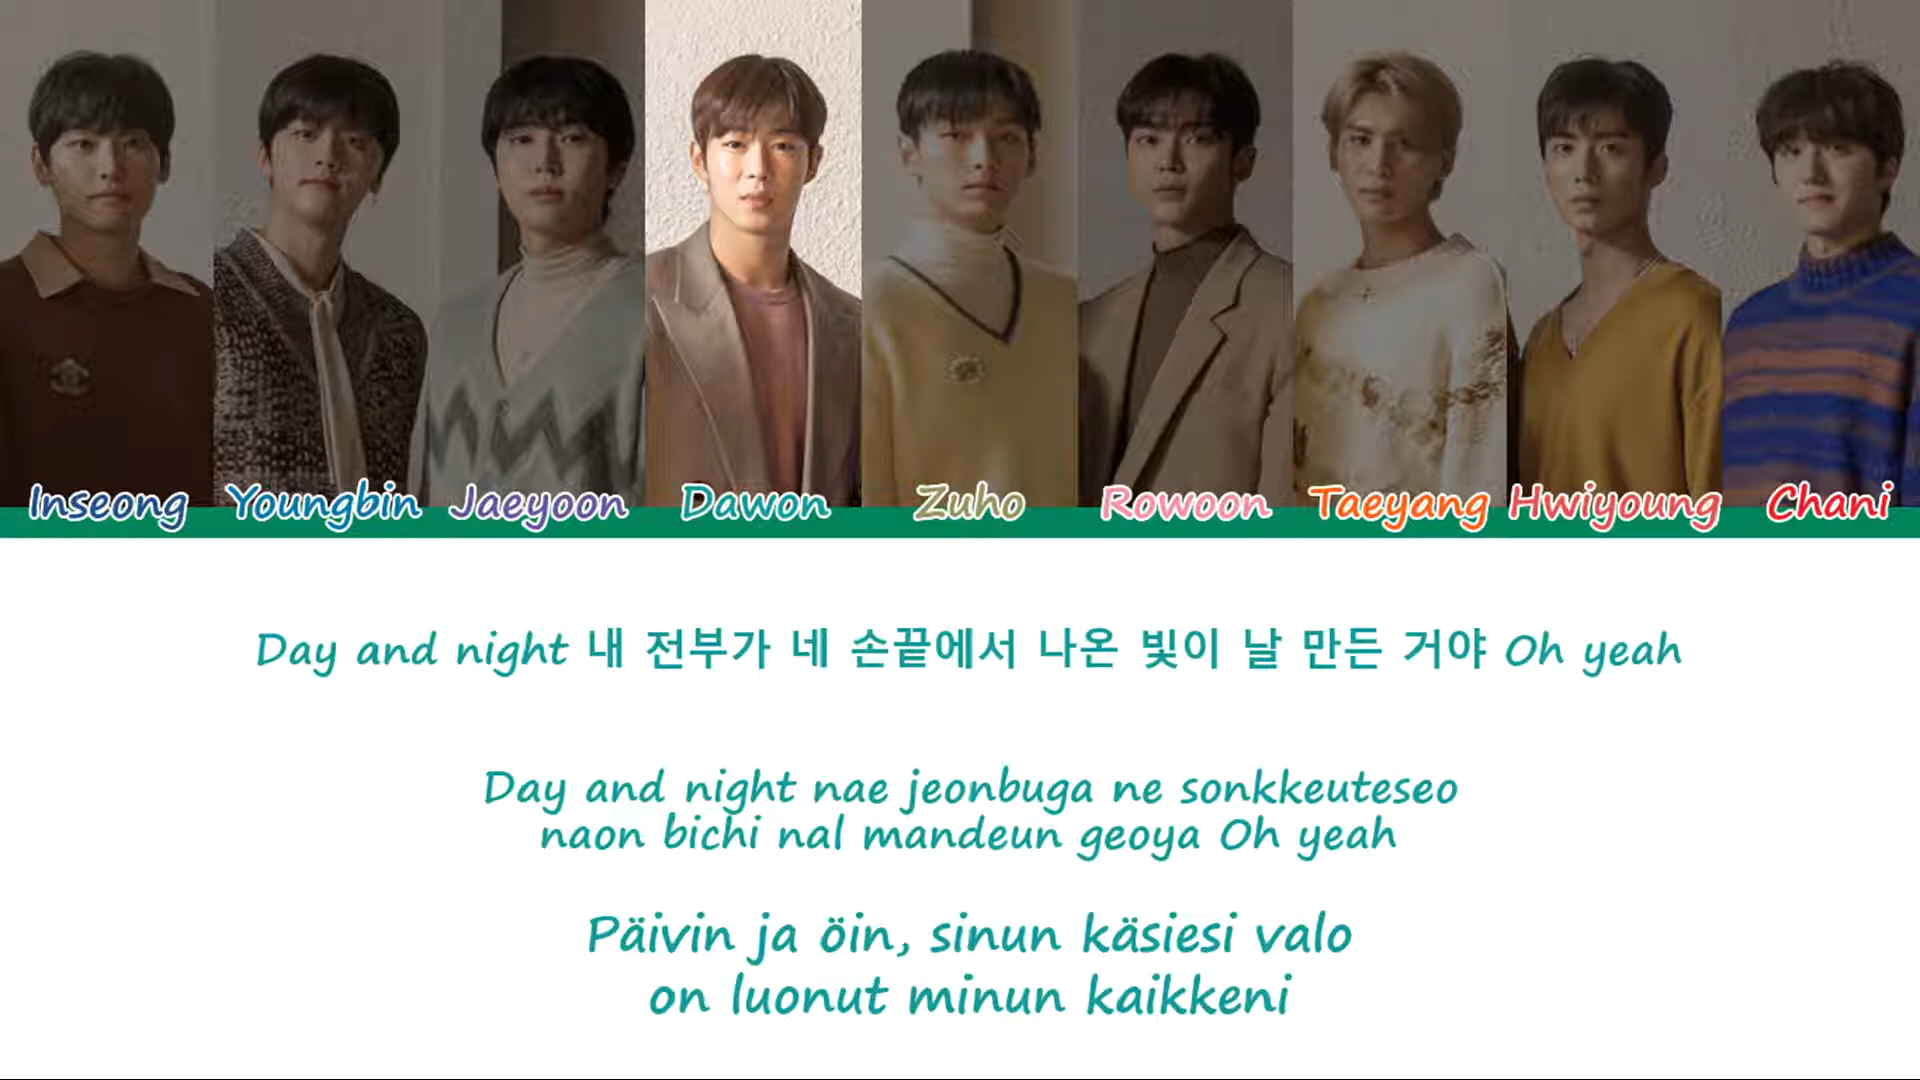 Inseong Youngbin Jaeyoon Dawon Zuho Rowoon Taeyang Hwiyoung Chani
Day and night 내 전부가 네 손끝에서 나온 빛이 날 만든 거야 Oh yeah
Day and night nae jeonbuga ne sonkkeuteseo
naon bichi nal mandeun geoya Oh yeah
Päivin ja öin, sinun käsiesi valo
on luonut minun kaikkeni